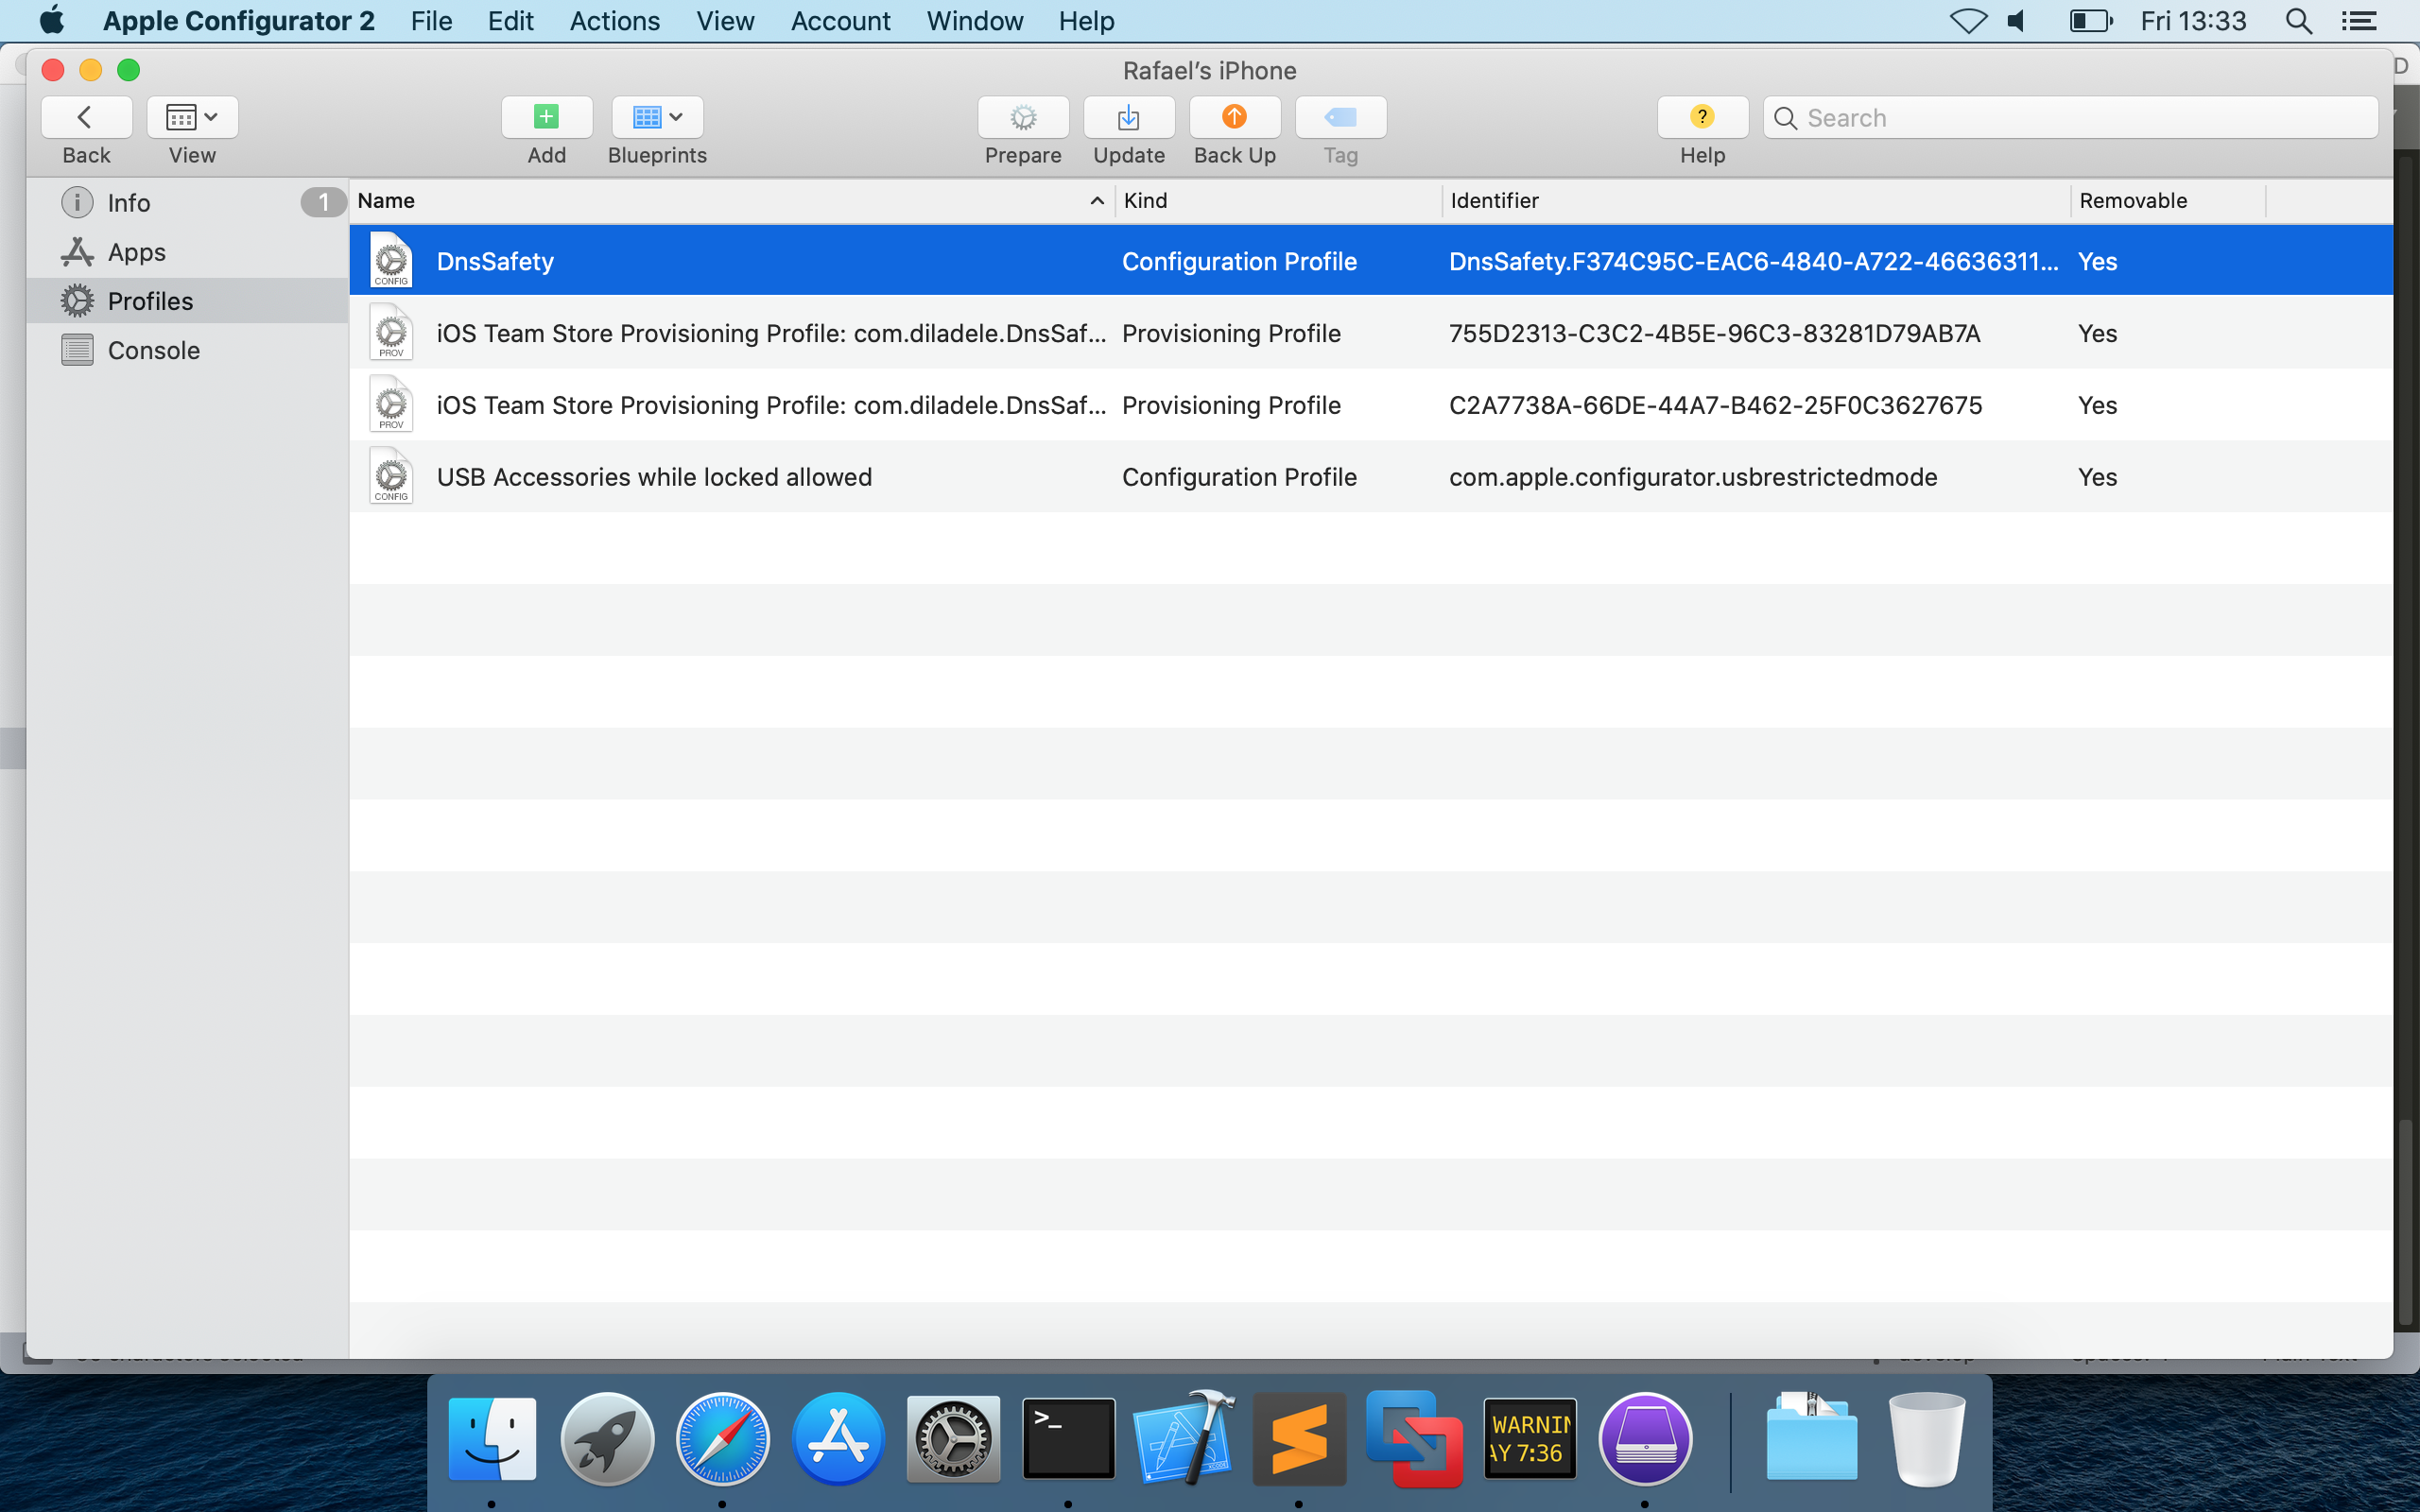 Apple Configurator 2 File Edit Actions View Account Window Help Fri 13:33
Rafael’s iPhone
Search
Back View Add Blueprints Prepare Update Back Up Tag Help
Info 1
Apps
Profiles
Console
Name Kind Identifier Removable
CONFIG DnsSafety Configuration Profile DnsSafety.F374C95C-EAC6-4840-A722-46636311... Yes
PROV iOS Team Store Provisioning Profile: com.diladele.DnsSaf... Provisioning Profile 755D2313-C3C2-4B5E-96C3-83281D79AB7A Yes
PROV iOS Team Store Provisioning Profile: com.diladele.DnsSaf... Provisioning Profile C2A7738A-66DE-44A7-B462-25F0C3627675 Yes
CONFIG USB Accessories while locked allowed Configuration Profile com.apple.configurator.usbrestrictedmode Yes
>_
WARNIN
AY 7:36